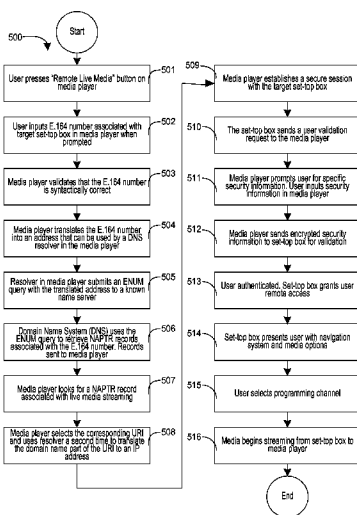 500
Start
User presses "Remote Live Media" button on
media player
501
User inputs E.164 number associated with
target set-top box in media player when
prompted
502
Media player validates that the E.164 number
is syntactically correct
503
Media player translates the E.164 number
into an address that can be used by a DNS
resolver in the media player
504
Resolver in media player submits an ENUM
query with the translated address to a known
name server
505
Domain Name System (DNS) uses the
ENUM query to retrieve NAPTR records
associated with the E.164 number. Records
sent to media player
506
Media player looks for a NAPTR record
associated with live media streaming
507
Media player selects the corresponding URI
and uses resolver a second time to translate
the domain name part of the URI to an IP
address
508
509
Media player establishes a secure session
with the target set-top box
510
The set-top box sends a user validation
request to the media player
511
Media player prompts user for specific
security information. User inputs security
information in media player
512
Media player sends encrypted security
information to set-top box for validation
513
User authenticated. Set-top box grants user
remote access
514
Set-top box presents user with navigation
system and media options
515
User selects programming channel
516
Media begins streaming from set-top box to
media player
End